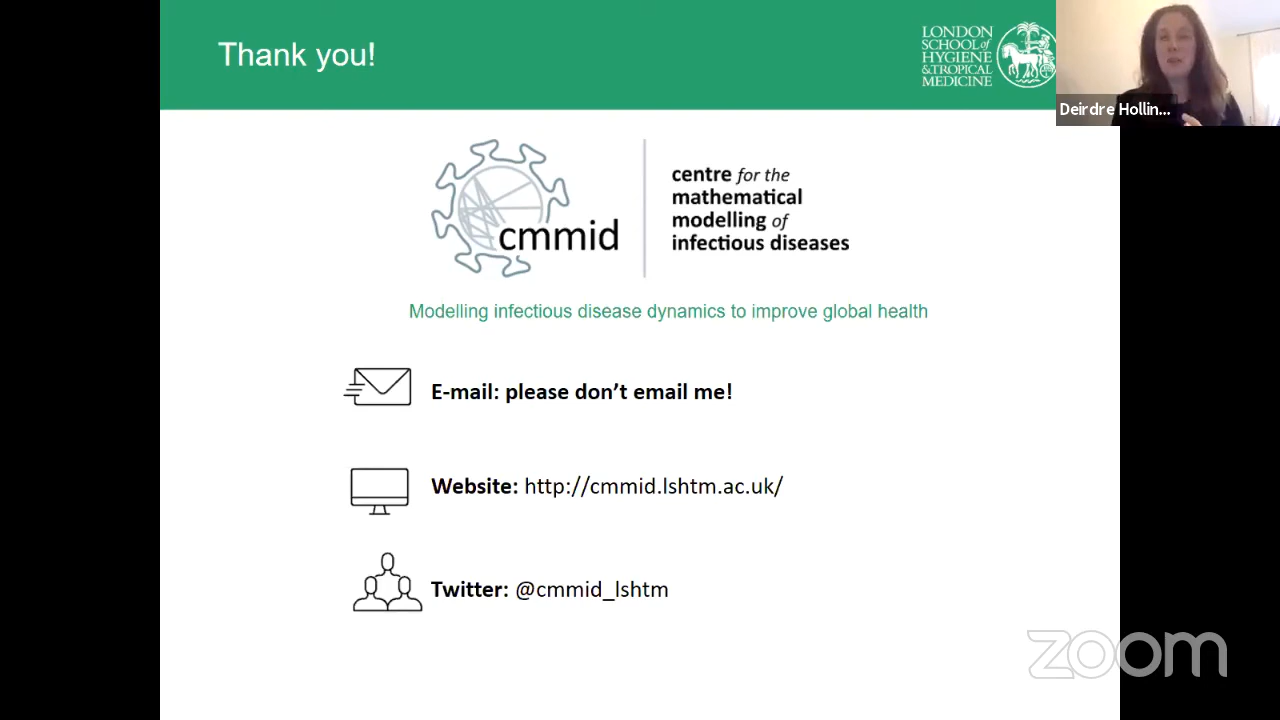 Thank you!
LONDON
SCHOOL of
HYGIENE
& TROPICAL
MEDICINE
Deirdre Hollin...
cmmid
centre for the
mathematical
modelling of
infectious diseases
Modelling infectious disease dynamics to improve global health
E-mail: please don’t email me!
Website: http://cmmid.lshtm.ac.uk/
Twitter: @cmmid_lshtm
zoom